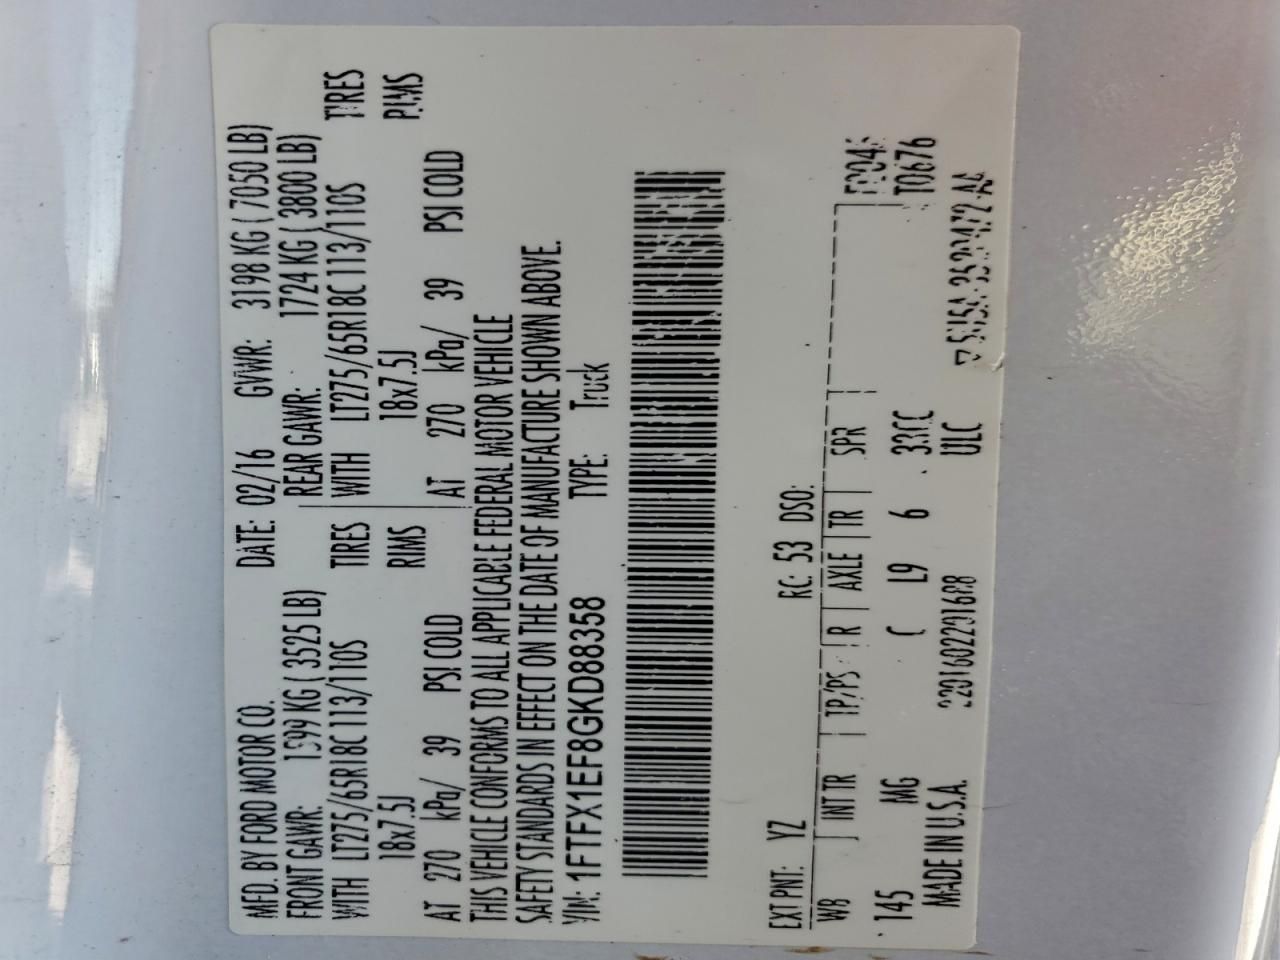 MFD. BY FORD MOTOR CO. DATE: 02/16 GVWR: 3198 KG ( 7050 LB)
FRONT GAWR: 1599 KG ( 3525 LB) REAR GAWR: 1724 KG ( 3800 LB)
WITH LT275/65R18C 113/110S TIRES WITH LT275/65R18C 113/110S TIRES
18x7.5J RIMS 18x7.5J RIMS
AT 270 kPa/ 39 PSI COLD AT 270 kPa/ 39 PSI COLD
THIS VEHICLE CONFORMS TO ALL APPLICABLE FEDERAL MOTOR VEHICLE
SAFETY STANDARDS IN EFFECT ON THE DATE OF MANUFACTURE SHOWN ABOVE.
VIN: 1FTFX1EF8GKD88358 TYPE: Truck
EXT PNT: YZ RC: 53 DSO:
WB INT TR TP/PS R AXLE TR SPR
145 MG C L9 6
T0676
MADE IN U.S.A. ULC